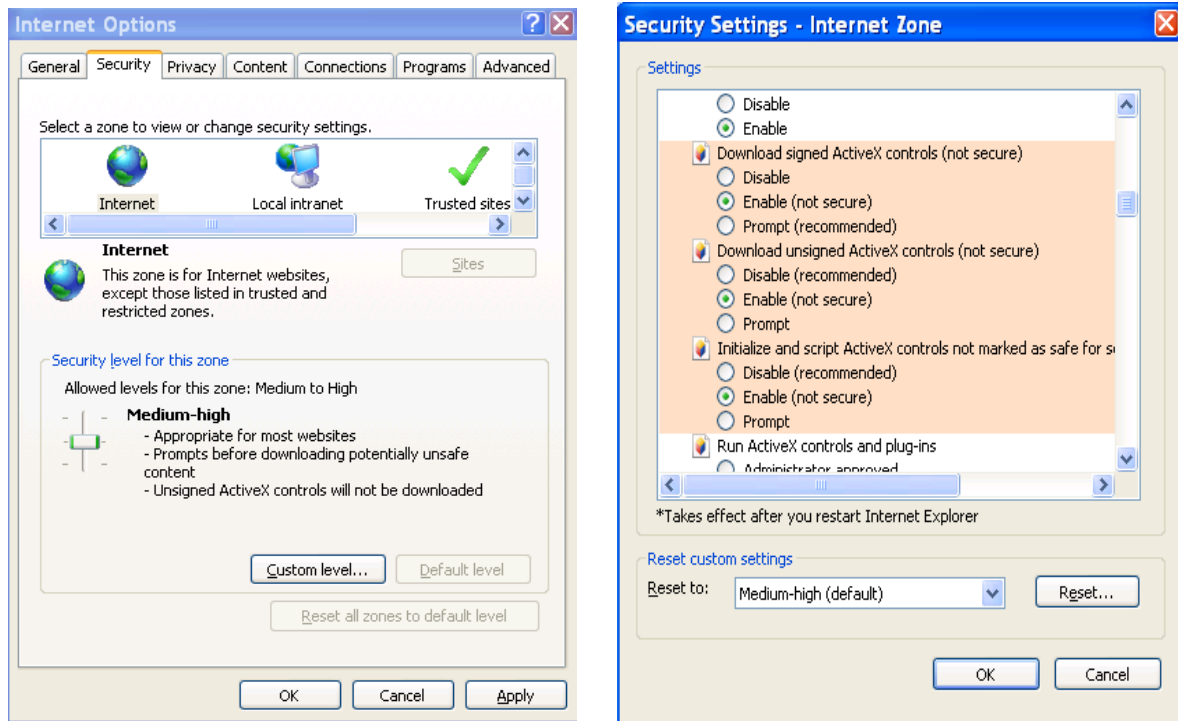 Internet Options
General Security Privacy Content Connections Programs Advanced
Select a zone to view or change security settings.
Internet Local intranet Trusted sites
Internet
This zone is for Internet websites,
except those listed in trusted and
restricted zones.
Sites
Security level for this zone
Allowed levels for this zone: Medium to High
Medium-high
- Appropriate for most websites
- Prompts before downloading potentially unsafe
content
- Unsigned ActiveX controls will not be downloaded
Custom level... Default level
Reset all zones to default level
OK Cancel Apply
Security Settings - Internet Zone
Settings
Disable
Enable
Download signed ActiveX controls (not secure)
Disable
Enable (not secure)
Prompt (recommended)
Download unsigned ActiveX controls (not secure)
Disable (recommended)
Enable (not secure)
Prompt
Initialize and script ActiveX controls not marked as safe for s
Disable (recommended)
Enable (not secure)
Prompt
Run ActiveX controls and plug-ins
Administrator approved
*Takes effect after you restart Internet Explorer
Reset custom settings
Reset to: Medium-high (default) Reset...
OK Cancel